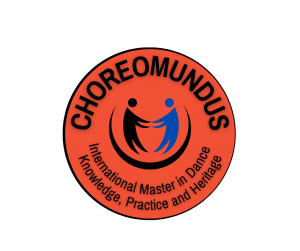 CHOREOMUNDUS
International Master in Dance
Knowledge, Practice and Heritage